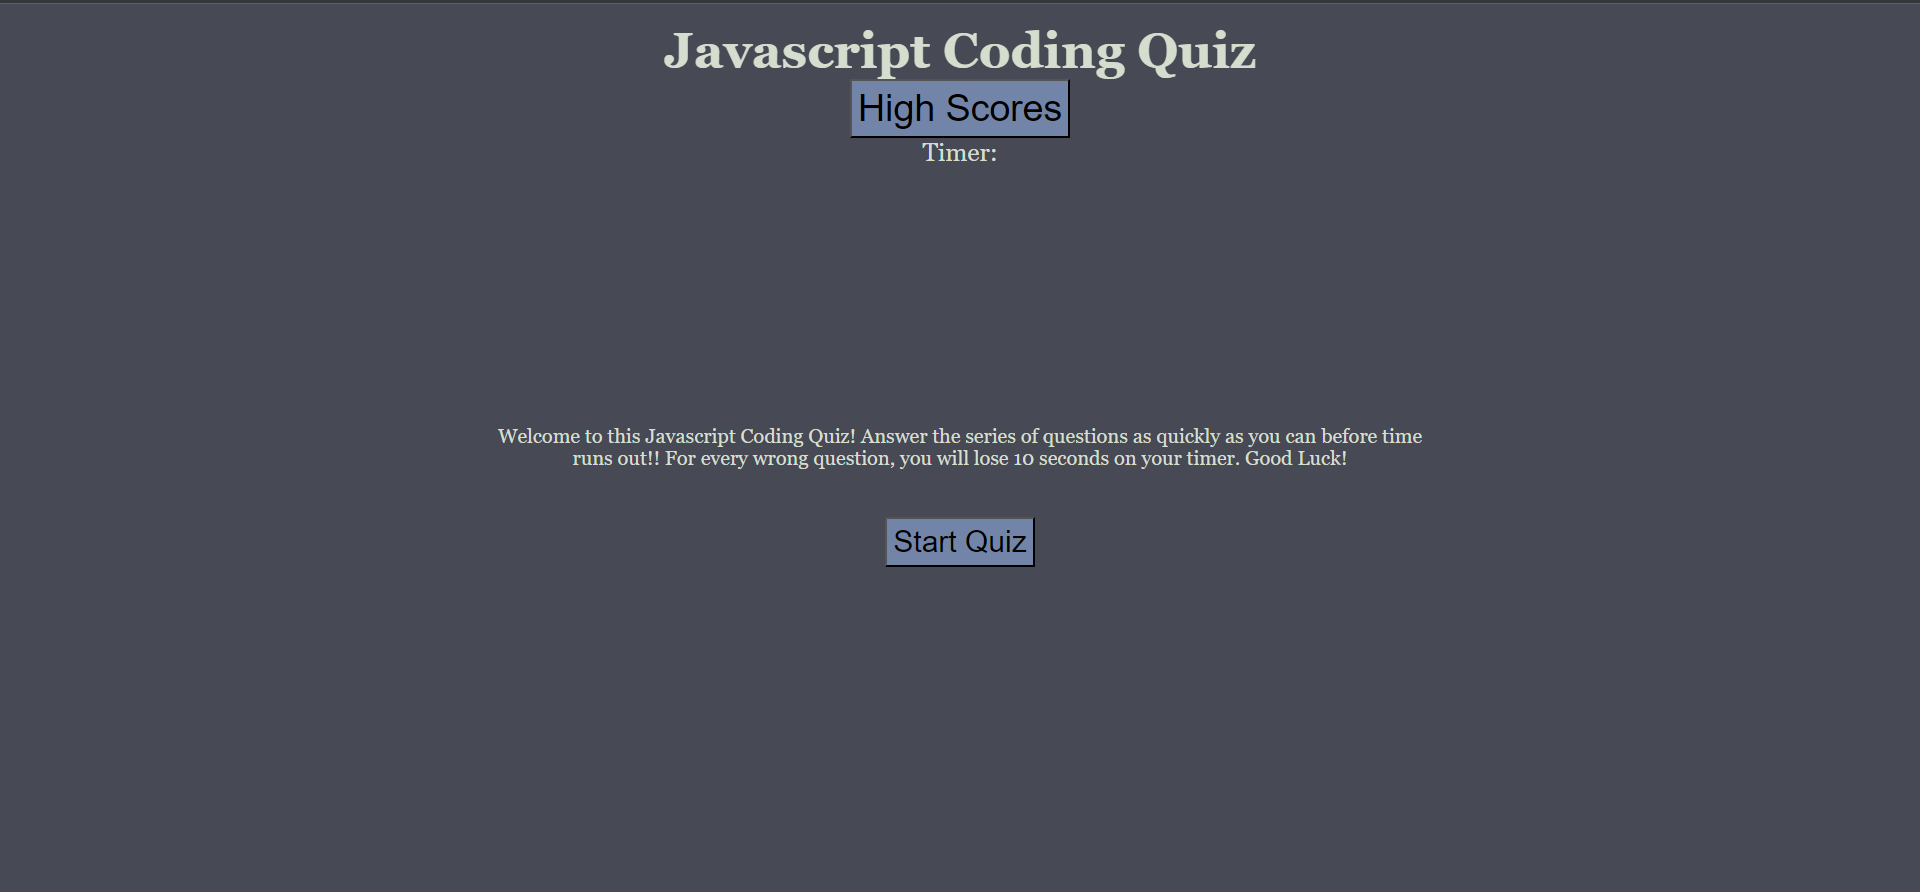 Javascript Coding Quiz
High Scores
Timer:
Welcome to this Javascript Coding Quiz! Answer the series of questions as quickly as you can before time
runs out!! For every wrong question, you will lose 10 seconds on your timer. Good Luck!
Start Quiz